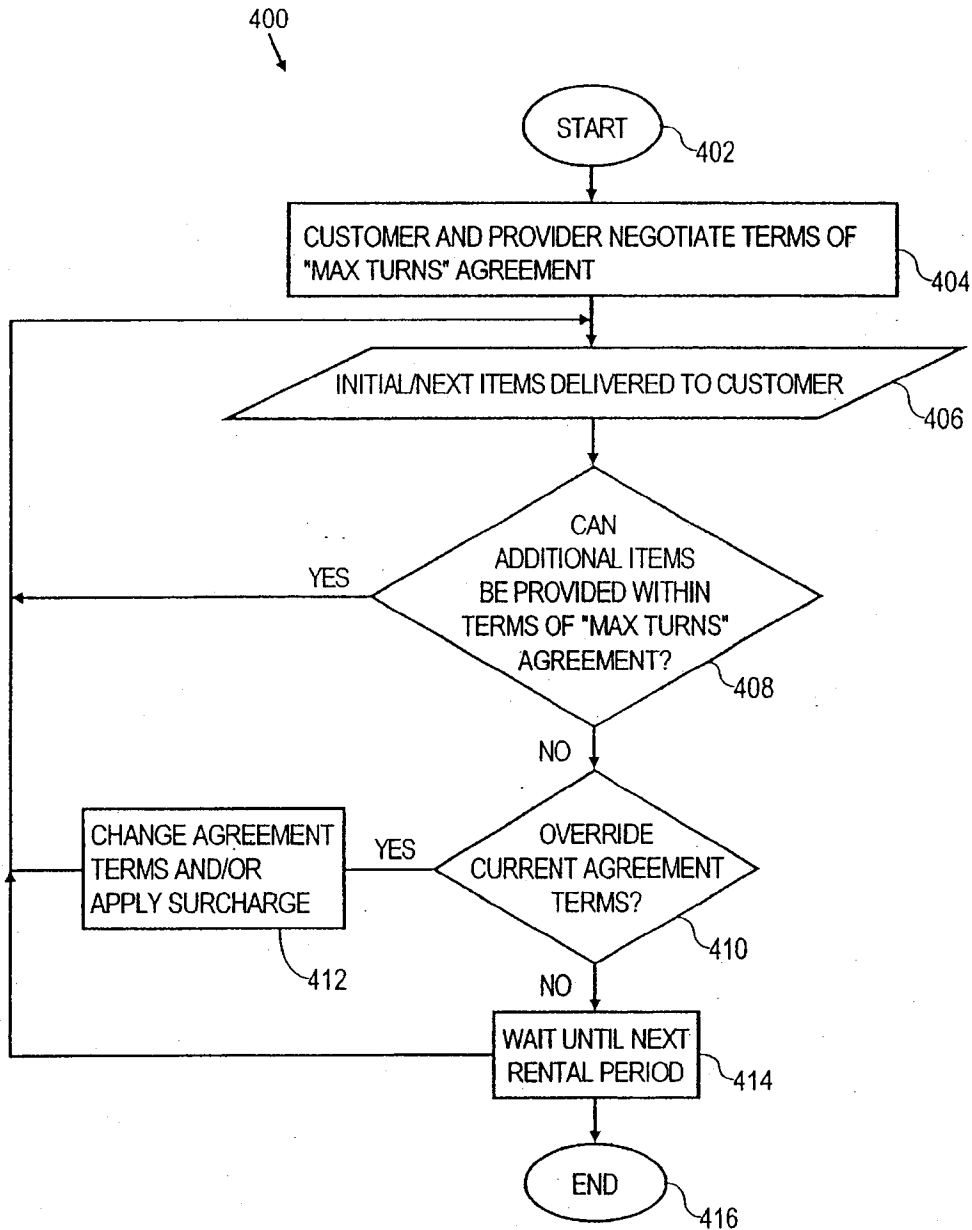 400
START
402
CUSTOMER AND PROVIDER NEGOTIATE TERMS OF
"MAX TURNS" AGREEMENT
404
INITIAL/NEXT ITEMS DELIVERED TO CUSTOMER
406
CAN
ADDITIONAL ITEMS
BE PROVIDED WITHIN
TERMS OF "MAX TURNS"
AGREEMENT?
YES
408
NO
OVERRIDE
CURRENT AGREEMENT
TERMS?
410
YES
CHANGE AGREEMENT
TERMS AND/OR
APPLY SURCHARGE
412
NO
WAIT UNTIL NEXT
RENTAL PERIOD
414
END
416